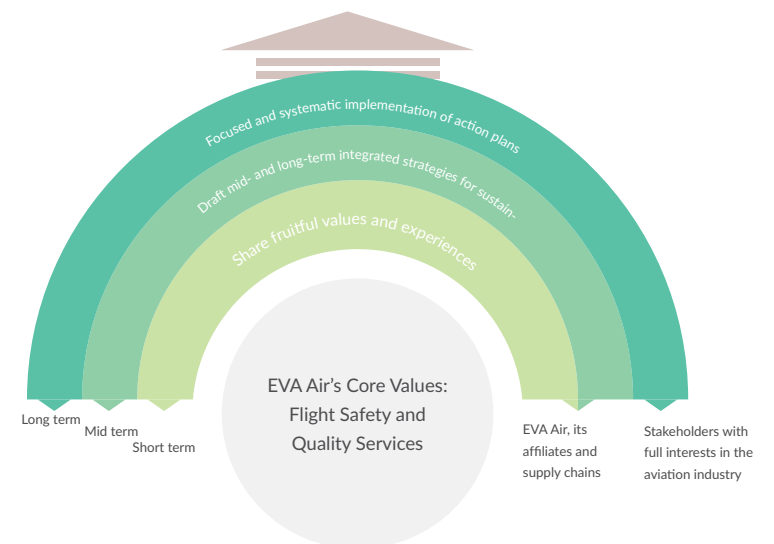 Focused and systematic implementation of action plans
Draft mid- and long-term integrated strategies for sustain-
Share fruitful values and experiences
EVA Air’s Core Values:
Flight Safety and
Quality Services
Long term
Mid term
Short term
EVA Air, its
affiliates and
supply chains
Stakeholders with
full interests in the
aviation industry